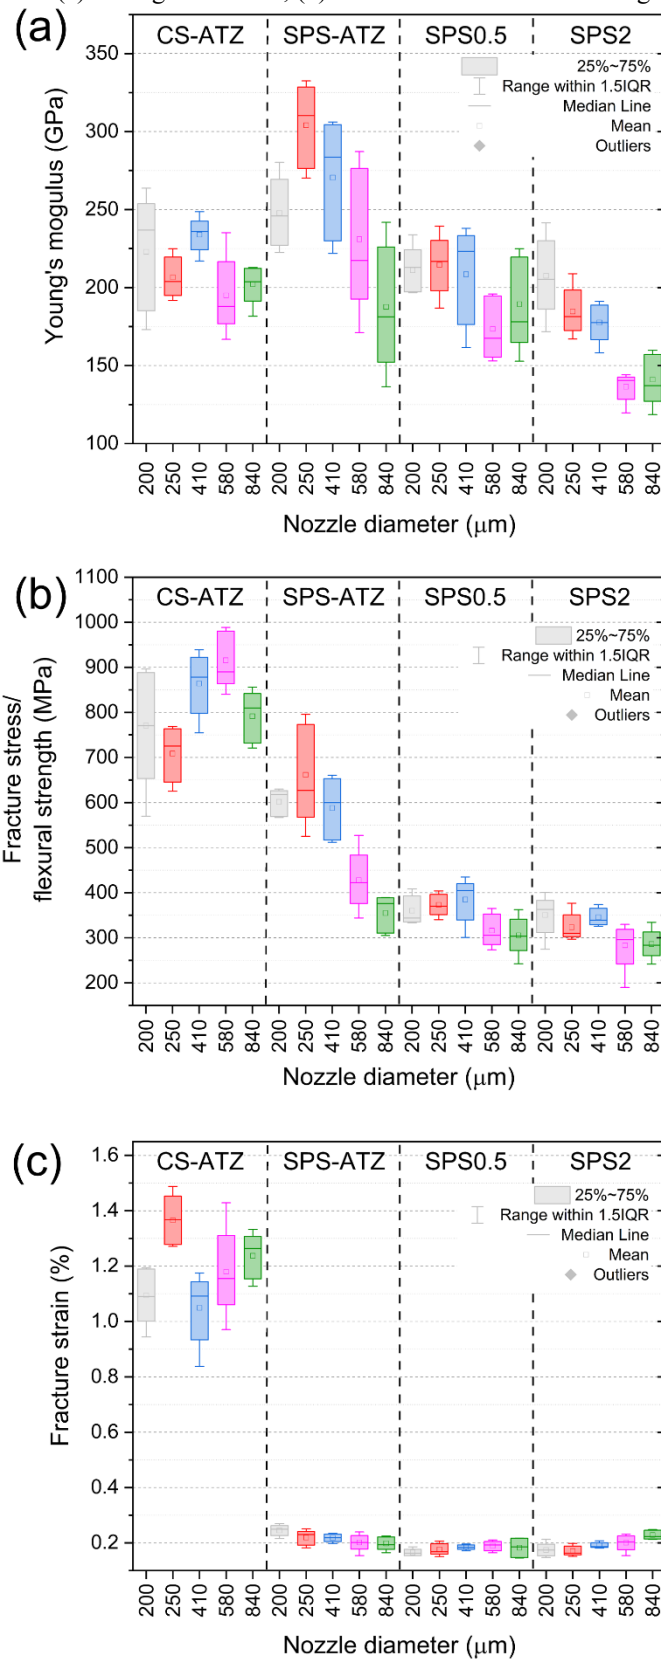 (a)
CS-ATZ SPS-ATZ SPS0.5 SPS2
350
300
250
200
150
100
Young's mogulus (GPa)
25%~75%
Range within 1.5IQR
Median Line
Mean
Outliers
200 250 410 580 840 200 250 410 580 840 200 250 410 580 840 200 250 410 580 840
Nozzle diameter (μm)
(b)
1100
CS-ATZ SPS-ATZ SPS0.5 SPS2
1000
900
800
700
600
500
400
300
200
Fracture stress/
flexural strength (MPa)
25%~75%
Range within 1.5IQR
Median Line
Mean
Outliers
200 250 410 580 840 200 250 410 580 840 200 250 410 580 840 200 250 410 580 840
Nozzle diameter (μm)
(c)
CS-ATZ SPS-ATZ SPS0.5 SPS2
1.6
1.4
1.2
1.0
0.8
0.6
0.4
0.2
Fracture strain (%)
25%~75%
Range within 1.5IQR
Median Line
Mean
Outliers
200 250 410 580 840 200 250 410 580 840 200 250 410 580 840 200 250 410 580 840
Nozzle diameter (μm)